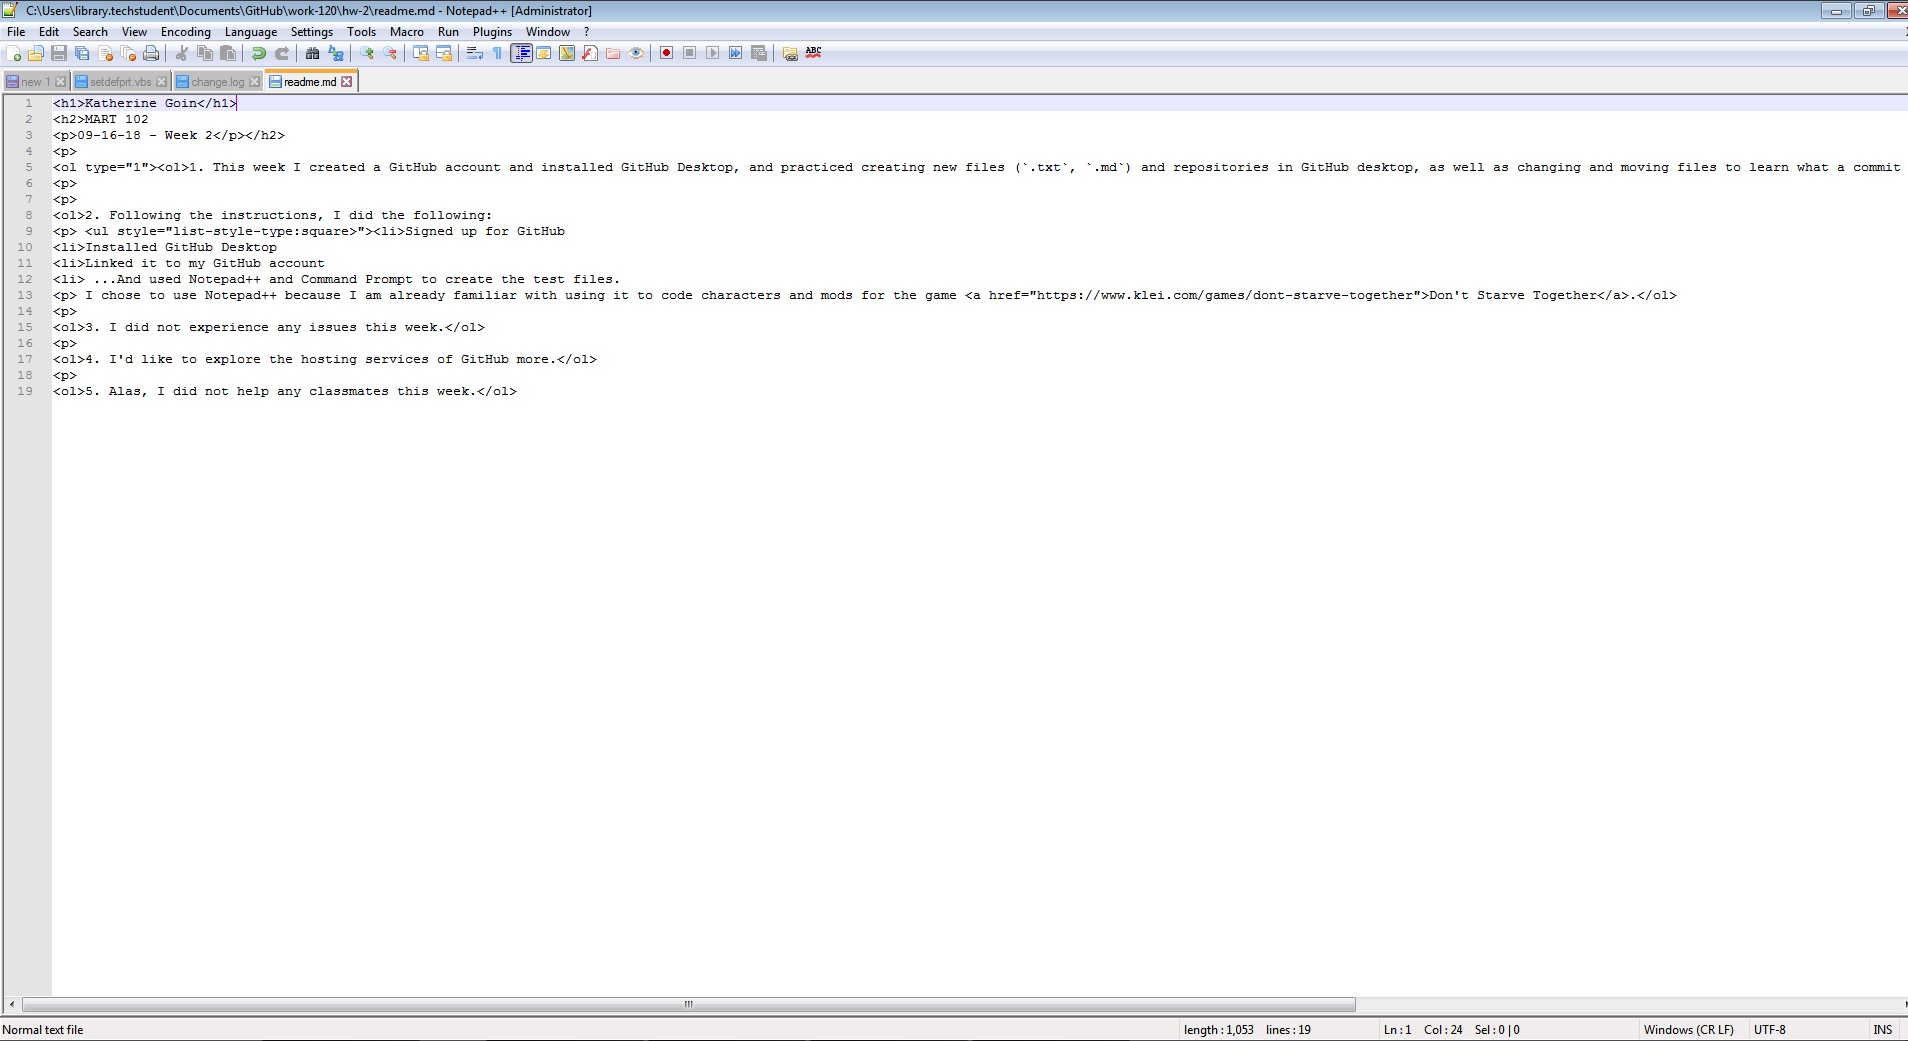 C:\Users\library.techstudent\Documents\GitHub\work-120\hw-2\readme.md - Notepad++ [Administrator]
File Edit Search View Encoding Language Settings Tools Macro Run Plugins Window ?
ABC
new 1 setdefprt.vbs change.log readme.md
1 <h1>Katherine Goin</h1>
2 <h2>MART 102
3 <p>09-16-18 - Week 2</p></h2>
4 <p>
5 <ol type="1"><ol>1. This week I created a GitHub account and installed GitHub Desktop, and practiced creating new files (`.txt`, `.md`) and repositories in GitHub desktop, as well as changing and moving files to learn what a commit
6 <p>
7 <p>
8 <ol>2. Following the instructions, I did the following:
9 <p> <ul style="list-style-type:square>"><li>Signed up for GitHub
10 <li>Installed GitHub Desktop
11 <li>Linked it to my GitHub account
12 <li> ...And used Notepad++ and Command Prompt to create the test files.
13 <p> I chose to use Notepad++ because I am already familiar with using it to code characters and mods for the game <a href="https://www.klei.com/games/dont-starve-together">Don't Starve Together</a>.</ol>
14 <p>
15 <ol>3. I did not experience any issues this week.</ol>
16 <p>
17 <ol>4. I'd like to explore the hosting services of GitHub more.</ol>
18 <p>
19 <ol>5. Alas, I did not help any classmates this week.</ol>
Normal text file length : 1,053 lines : 19 Ln : 1 Col : 24 Sel : 0 | 0 Windows (CR LF) UTF-8 INS